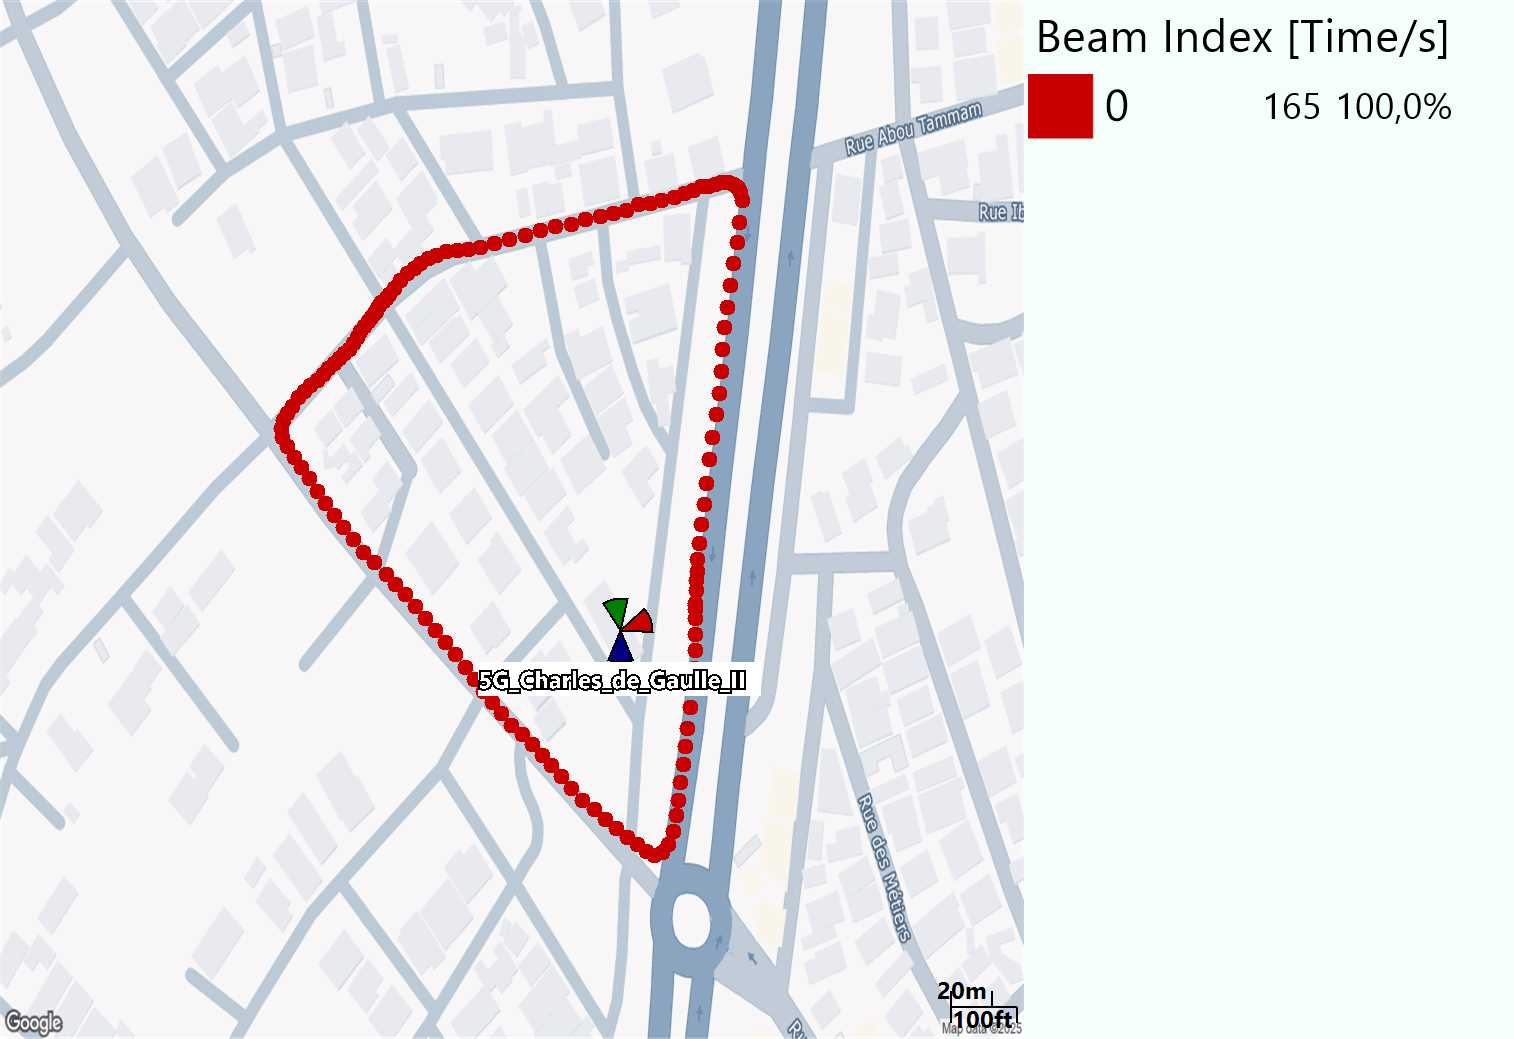 Beam Index [Time/s]
0 165 100,0%
Rue Abou Tammam
Rue Ib
5G_Charles_de_Gaulle_II
Rue des Métiers
20m
100ft
Google
Map data ©2025